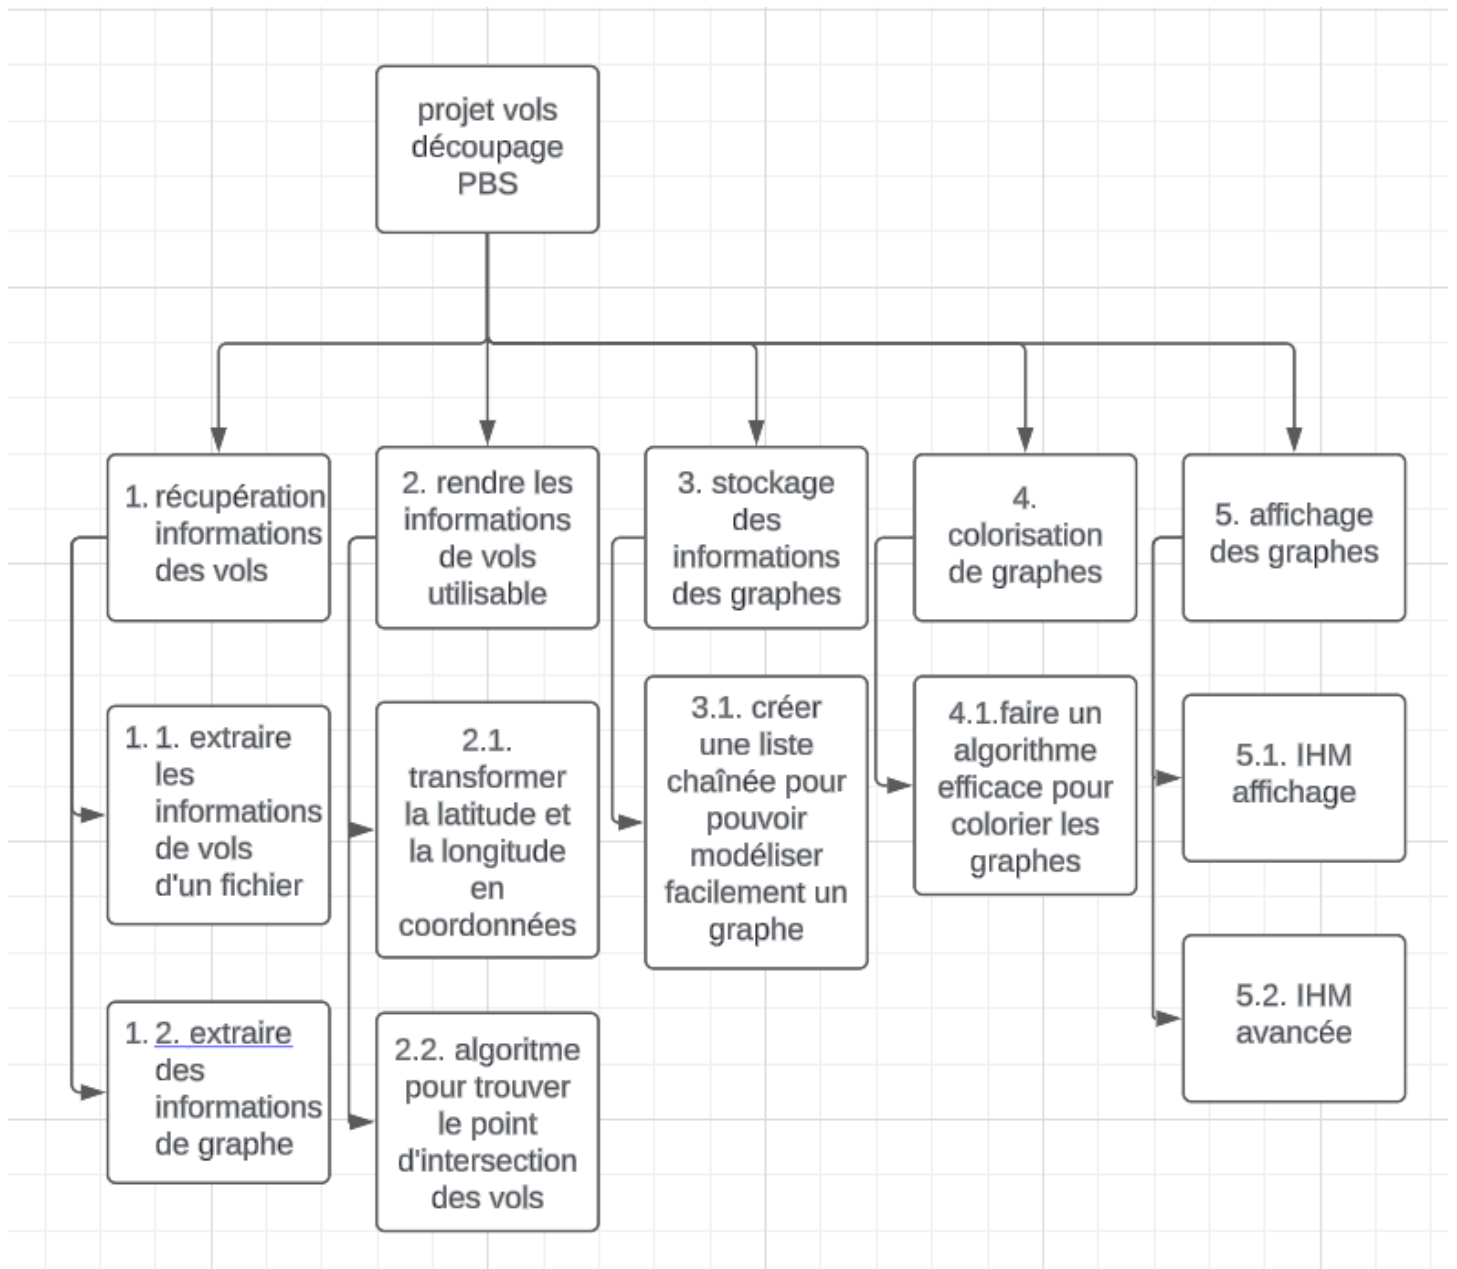 projet vols
découpage
PBS
1. récupération
informations
des vols
2. rendre les
informations
de vols
utilisable
3. stockage
des
informations
des graphes
4.
colorisation
de graphes
5. affichage
des graphes
1. 1. extraire
les
informations
de vols
d'un fichier
2.1.
transformer
la latitude et
la longitude
en
coordonnées
3.1. créer
une liste
chaînée pour
pouvoir
modéliser
facilement un
graphe
4.1.faire un
algorithme
efficace pour
colorier les
graphes
5.1. IHM
affichage
1. 2. extraire
des
informations
de graphe
2.2. algoritme
pour trouver
le point
d'intersection
des vols
5.2. IHM
avancée